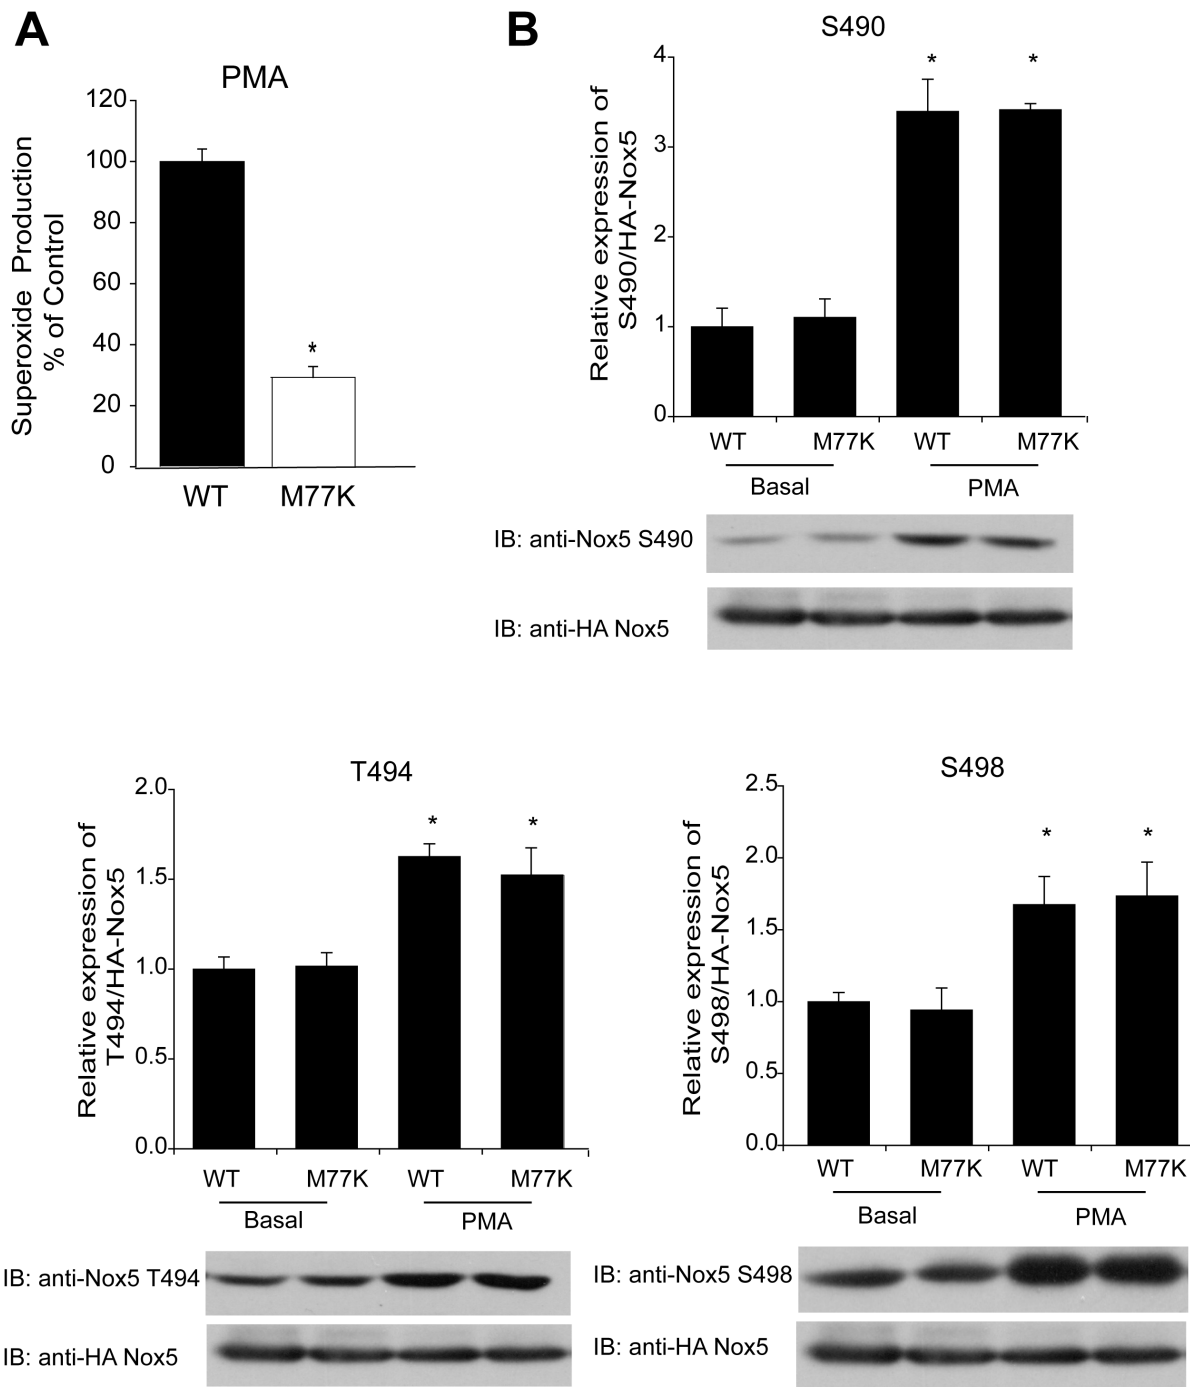 A
PMA
Superoxide Production
% of Control
120
100
80
60
40
20
0
*
WT M77K
B
S490
Relative expression of
S490/HA-Nox5
4
3
2
1
0
* *
WT M77K WT M77K
Basal PMA
IB: anti-Nox5 S490
IB: anti-HA Nox5
T494
Relative expression of
T494/HA-Nox5
2.0
1.5
1.0
0.5
0.0
* *
WT M77K WT M77K
Basal PMA
IB: anti-Nox5 T494
IB: anti-HA Nox5
S498
Relative expression of
S498/HA-Nox5
2.5
2.0
1.5
1.0
0.5
0.0
* *
WT M77K WT M77K
Basal PMA
IB: anti-Nox5 S498
IB: anti-HA Nox5